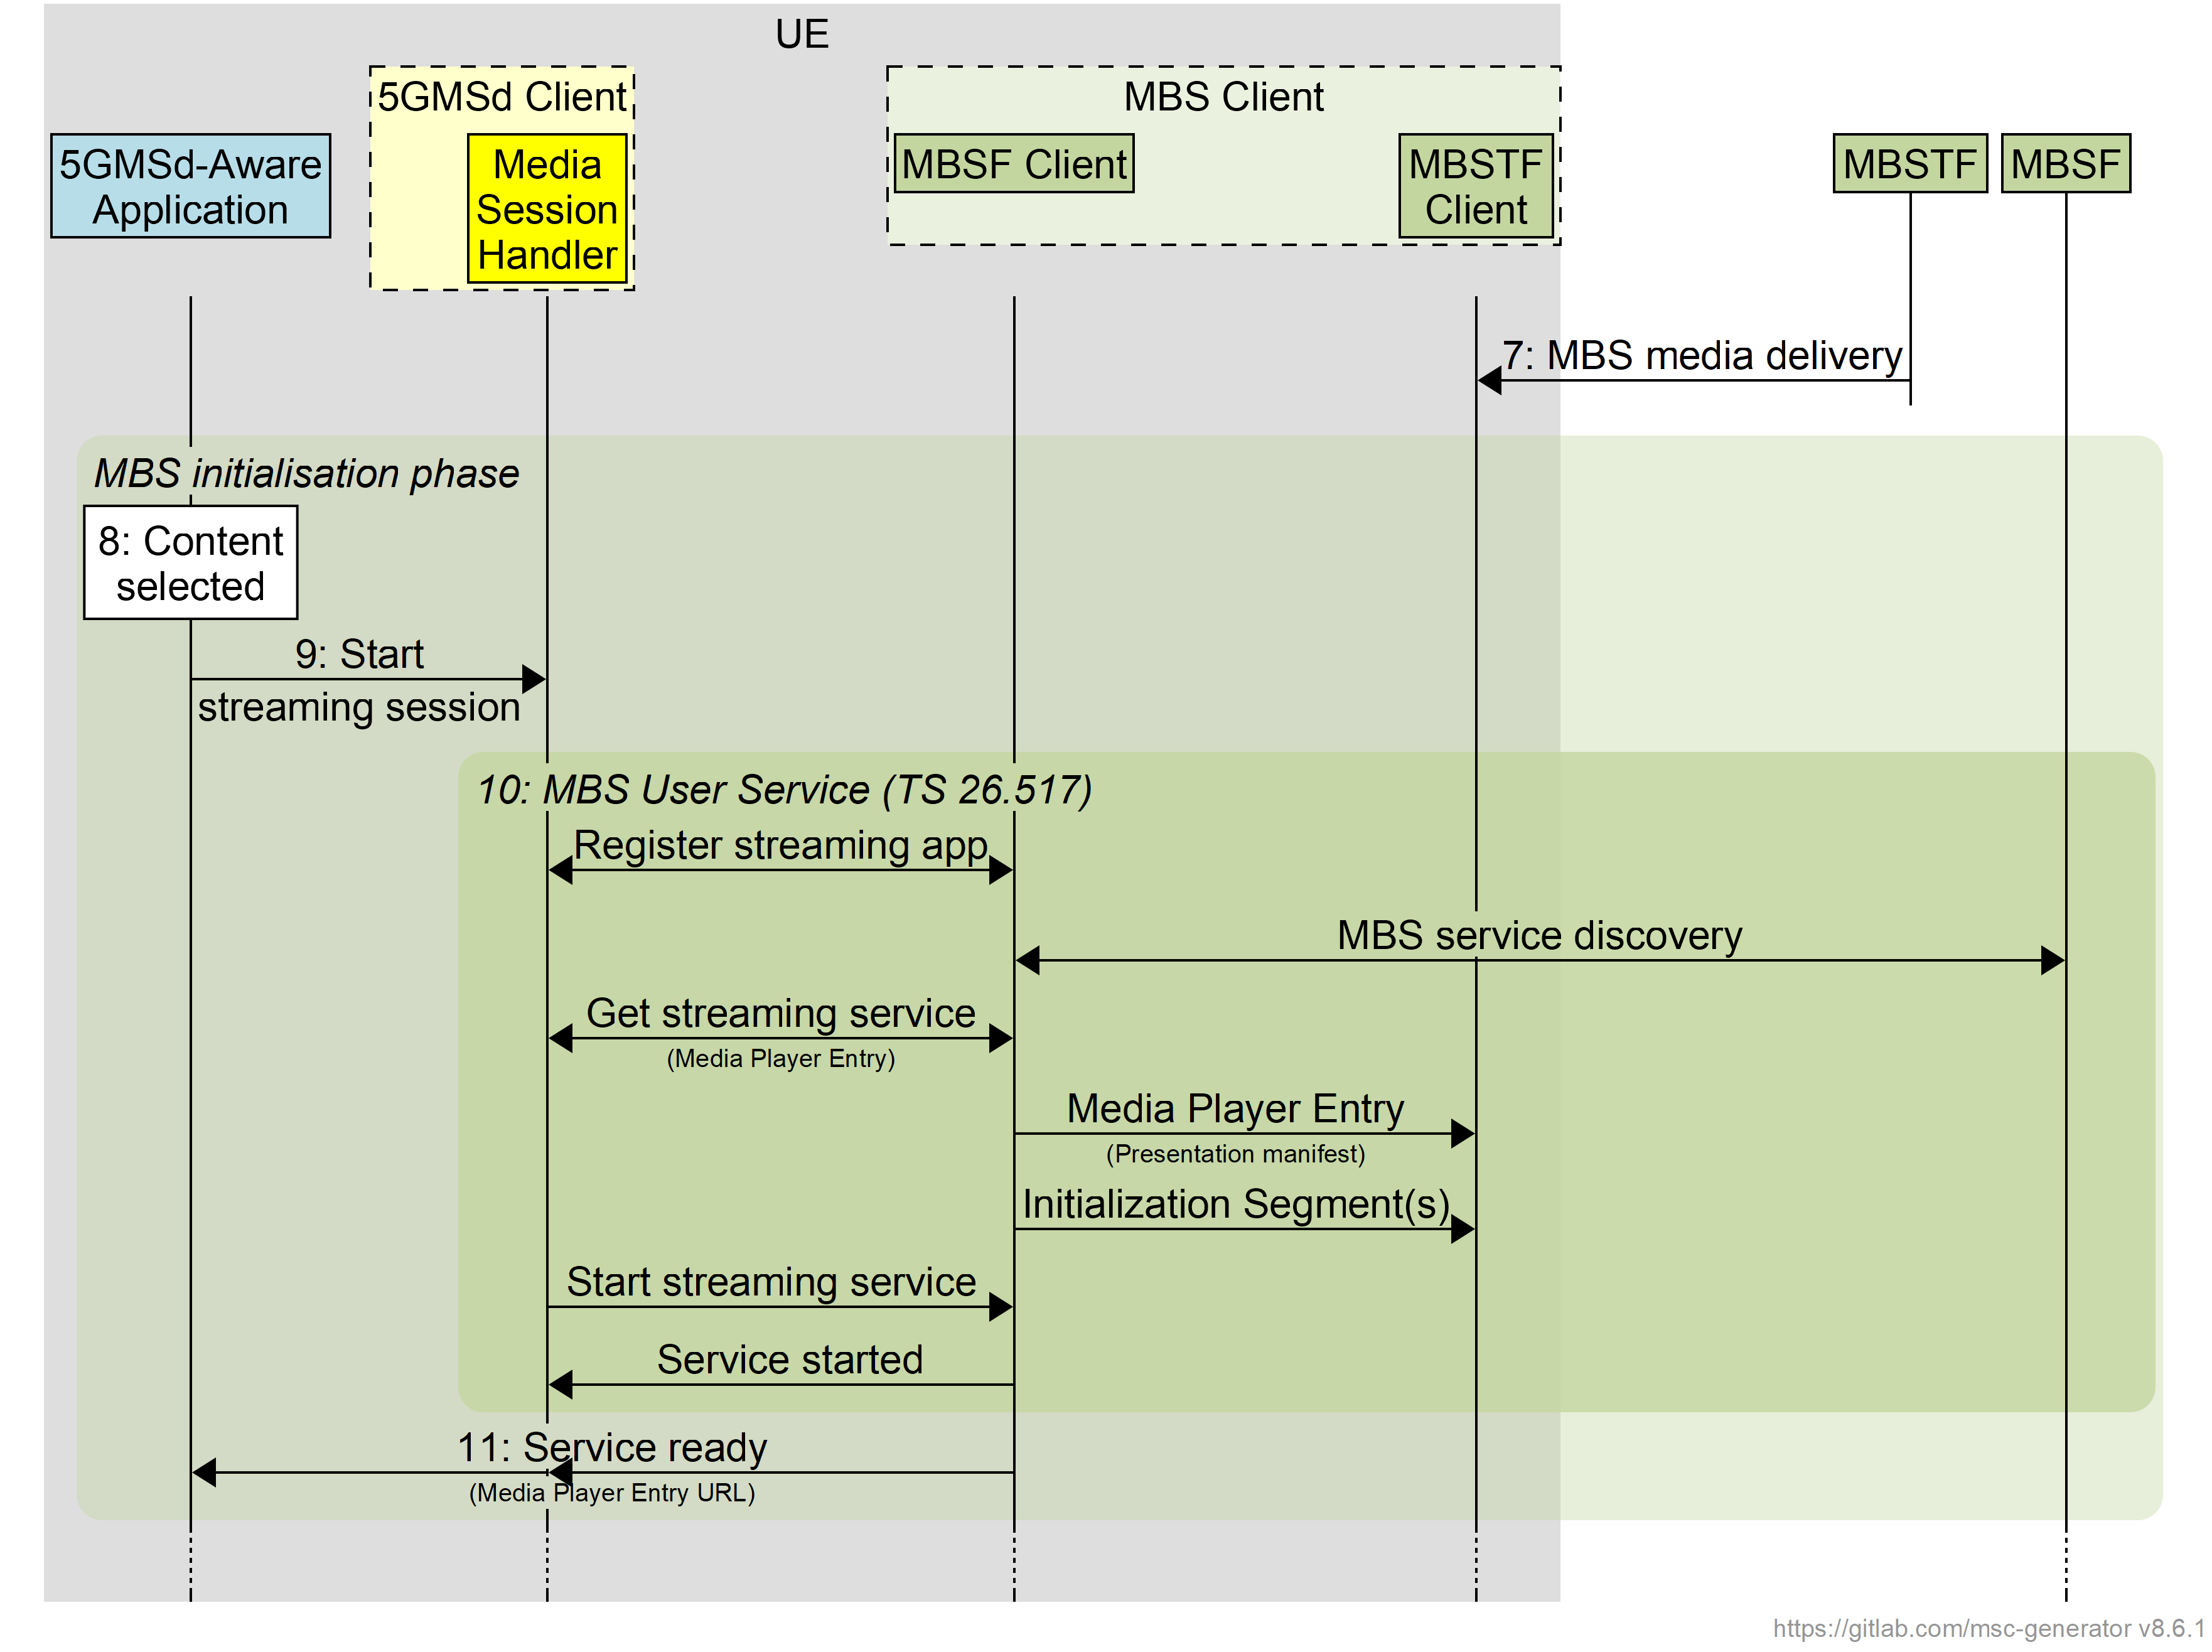 UE
5GMSd Client
MBS Client
5GMSd-Aware
Application
Media
Session
Handler
MBSF Client
MBSTF
Client
MBSTF
MBSF
7: MBS media delivery
MBS initialisation phase
8: Content
selected
9: Start
streaming session
10: MBS User Service (TS 26.517)
Register streaming app
MBS service discovery
Get streaming service
(Media Player Entry)
Media Player Entry
(Presentation manifest)
Initialization Segment(s)
Start streaming service
Service started
11: Service ready
(Media Player Entry URL)
https://gitlab.com/msc-generator v8.6.1